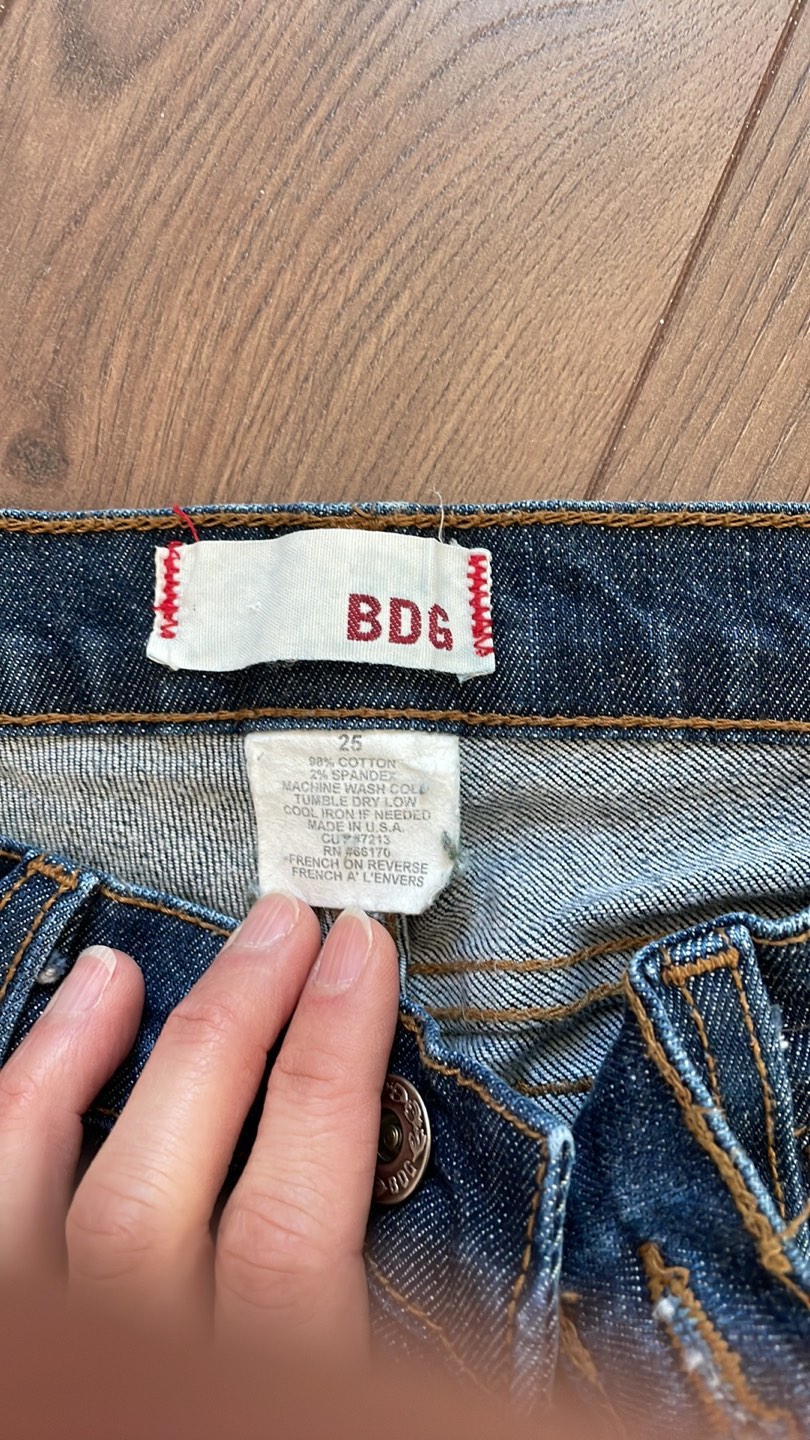 BDG
25
98% COTTON
2% SPANDEX
MACHINE WASH COLD
TUMBLE DRY LOW
COOL IRON IF NEEDED
MADE IN U.S.A.
#7213
RN #66170
FRENCH ON REVERSE
FRENCH A' L'ENVERS
BDG